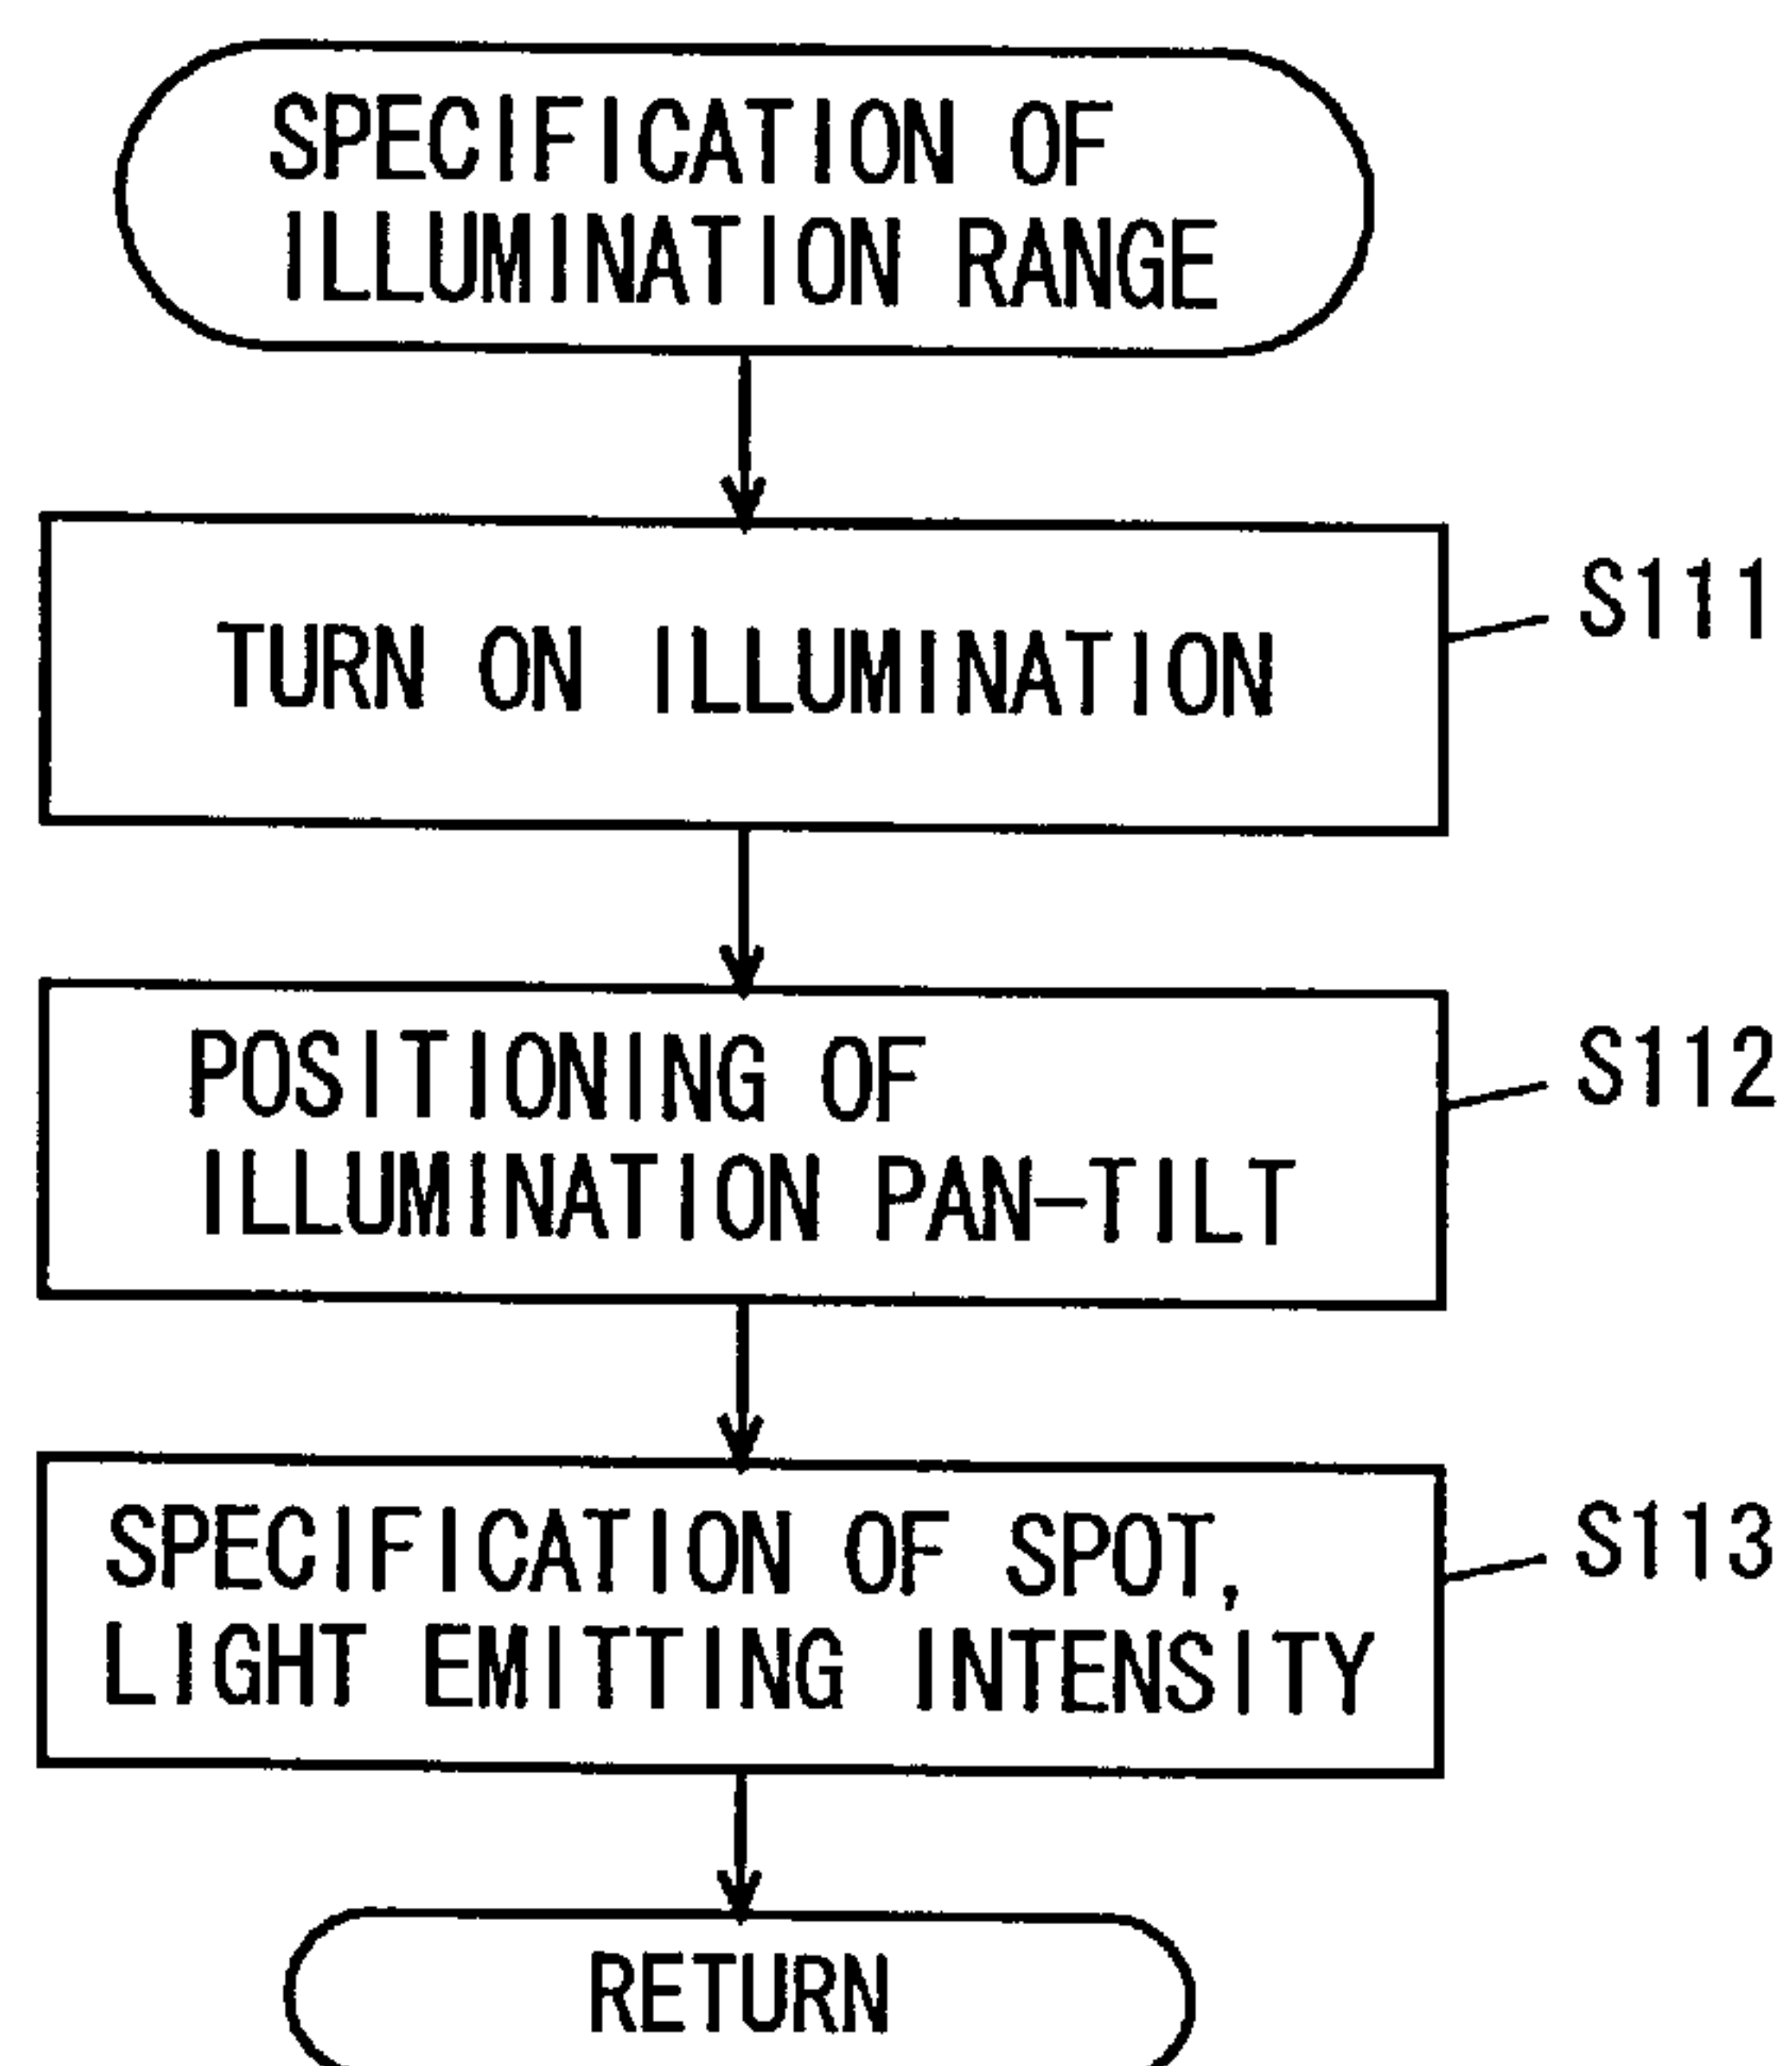 SPECIFICATION OF
ILLUMINATION RANGE
TURN ON ILLUMINATION
S111
POSITIONING OF
ILLUMINATION PAN-TILT
S112
SPECIFICATION OF SPOT,
LIGHT EMITTING INTENSITY
S113
RETURN